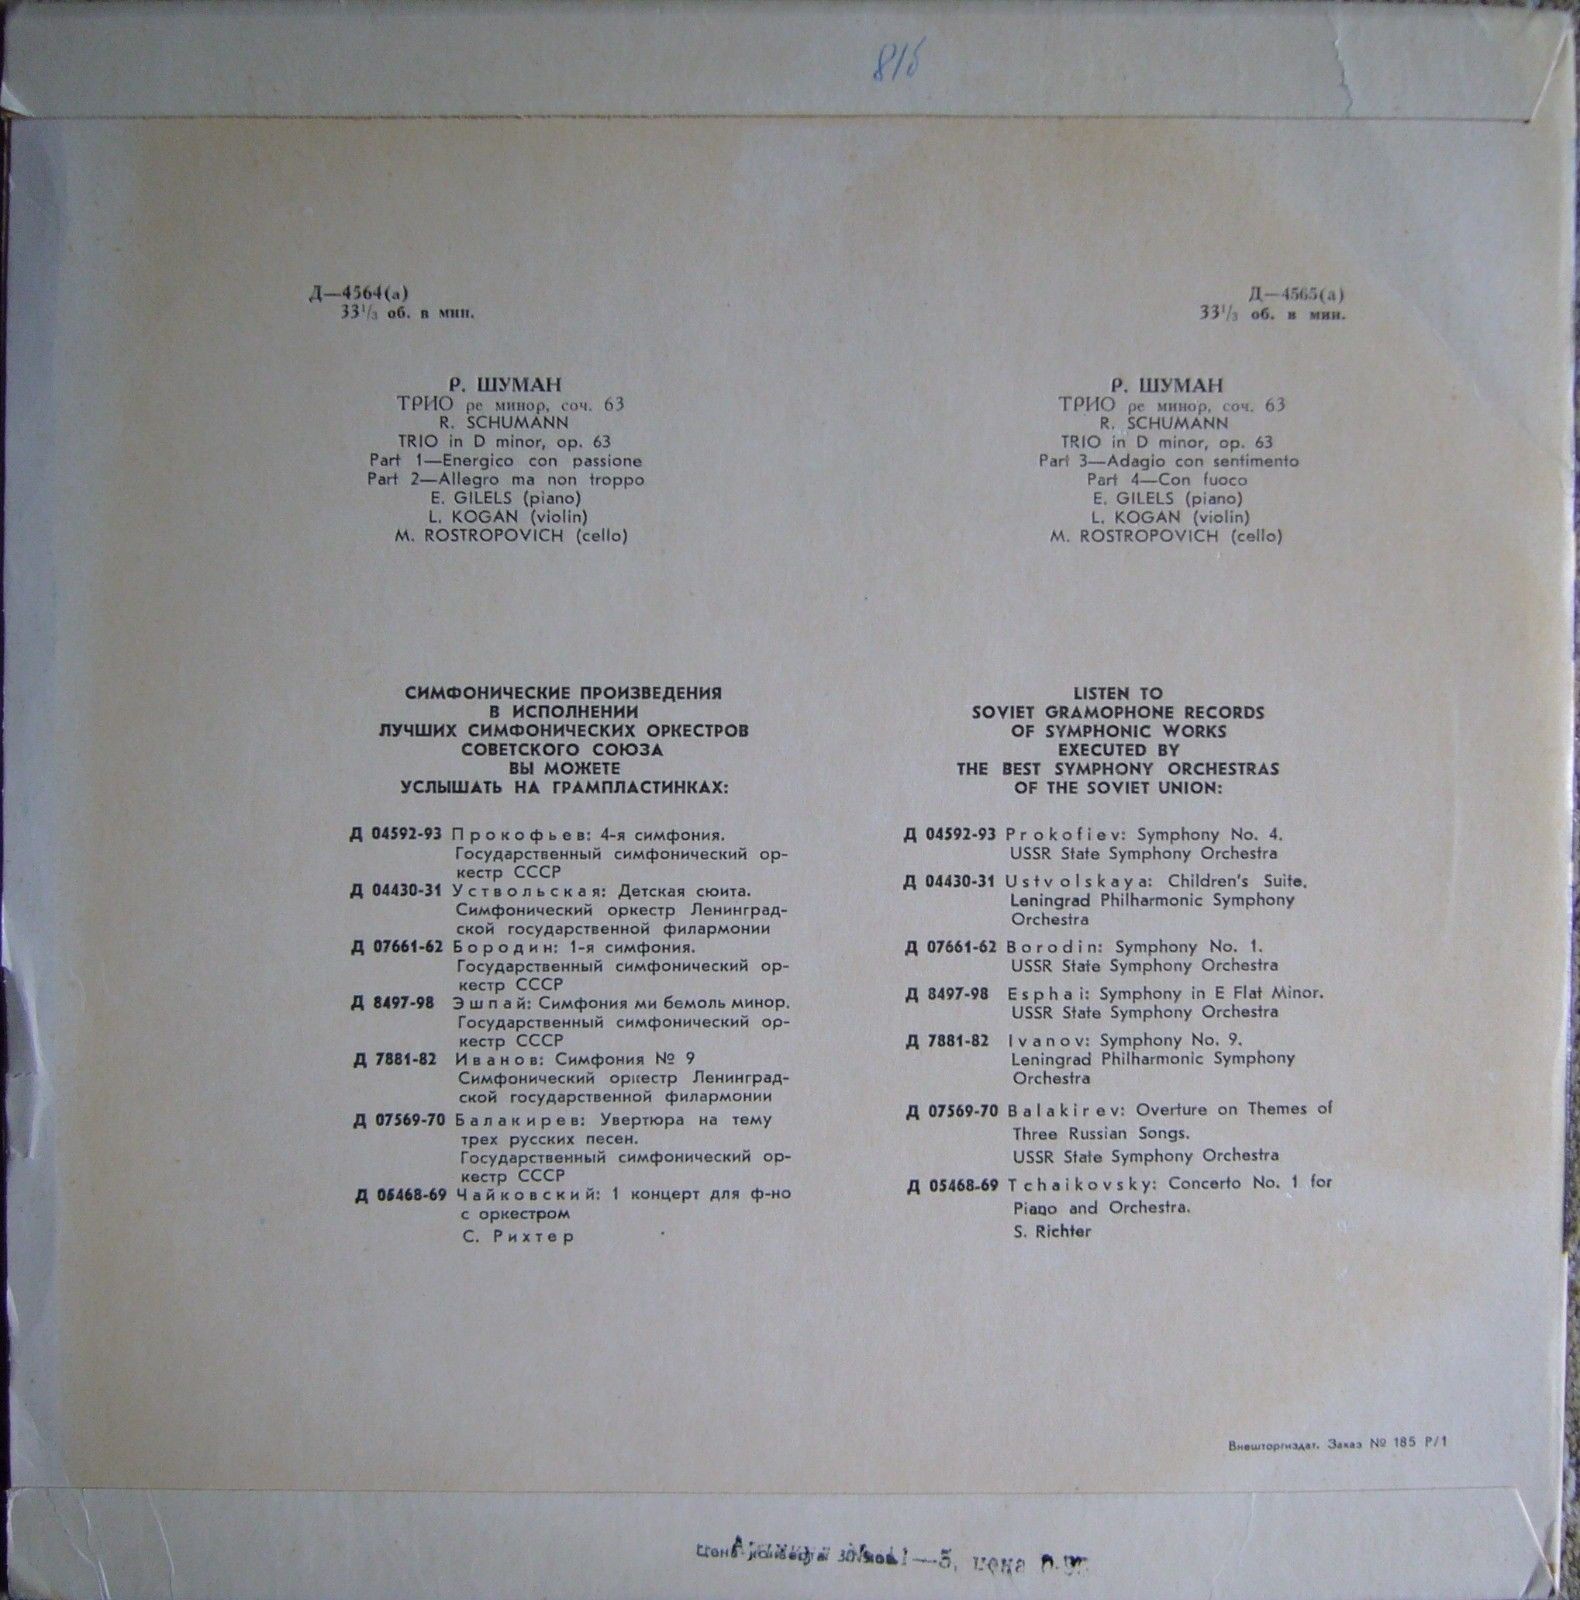 815
Д—4564(а)
33 1/3 об. в мин.
Р. ШУМАН
ТРИО ре минор, соч. 63
R. SCHUMANN
TRIO in D minor, op. 63
Part 1—Energico con passione
Part 2—Allegro ma non troppo
E. GILELS (piano)
L. KOGAN (violin)
M. ROSTROPOVICH (cello)
Д—4565(а)
33 1/3 об. в мин.
Р. ШУМАН
ТРИО ре минор, соч. 63
R. SCHUMANN
TRIO in D minor, op. 63
Part 3—Adagio con sentimento
Part 4—Con fuoco
E. GILELS (piano)
L. KOGAN (violin)
M. ROSTROPOVICH (cello)
СИМФОНИЧЕСКИЕ ПРОИЗВЕДЕНИЯ
В ИСПОЛНЕНИИ
ЛУЧШИХ СИМФОНИЧЕСКИХ ОРКЕСТРОВ
СОВЕТСКОГО СОЮЗА
ВЫ МОЖЕТЕ
УСЛЫШАТЬ НА ГРАМПЛАСТИНКАХ:
Д 04592-93 Прокофьев: 4-я симфония.
Государственный симфонический ор-
кестр СССР
Д 04430-31 Уствольская: Детская сюита.
Симфонический оркестр Ленинград-
ской государственной филармонии
Д 07661-62 Бородин: 1-я симфония.
Государственный симфонический ор-
кестр СССР
Д 8497-98 Эшпай: Симфония ми бемоль минор.
Государственный симфонический ор-
кестр СССР
Д 7881-82 Иванов: Симфония № 9
Симфонический оркестр Ленинград-
ской государственной филармонии
Д 07569-70 Балакирев: Увертюра на тему
трех русских песен.
Государственный симфонический ор-
кестр СССР
Д 05468-69 Чайковский: 1 концерт для ф-но
с оркестром
С. Рихтер
LISTEN TO
SOVIET GRAMOPHONE RECORDS
OF SYMPHONIC WORKS
EXECUTED BY
THE BEST SYMPHONY ORCHESTRAS
OF THE SOVIET UNION:
Д 04592-93 Prokofiev: Symphony No. 4.
USSR State Symphony Orchestra
Д 04430-31 Ustvolskaya: Children's Suite.
Leningrad Philharmonic Symphony
Orchestra
Д 07661-62 Borodin: Symphony No. 1.
USSR State Symphony Orchestra
Д 8497-98 Esphai: Symphony in E Flat Minor.
USSR State Symphony Orchestra
Д 7881-82 Ivanov: Symphony No. 9.
Leningrad Philharmonic Symphony
Orchestra
Д 07569-70 Balakirev: Overture on Themes of
Three Russian Songs.
USSR State Symphony Orchestra
Д 05468-69 Tchaikovsky: Concerto No. 1 for
Piano and Orchestra.
S. Richter
Внешторгиздат. Заказ № 185 Р/1
—5, цена